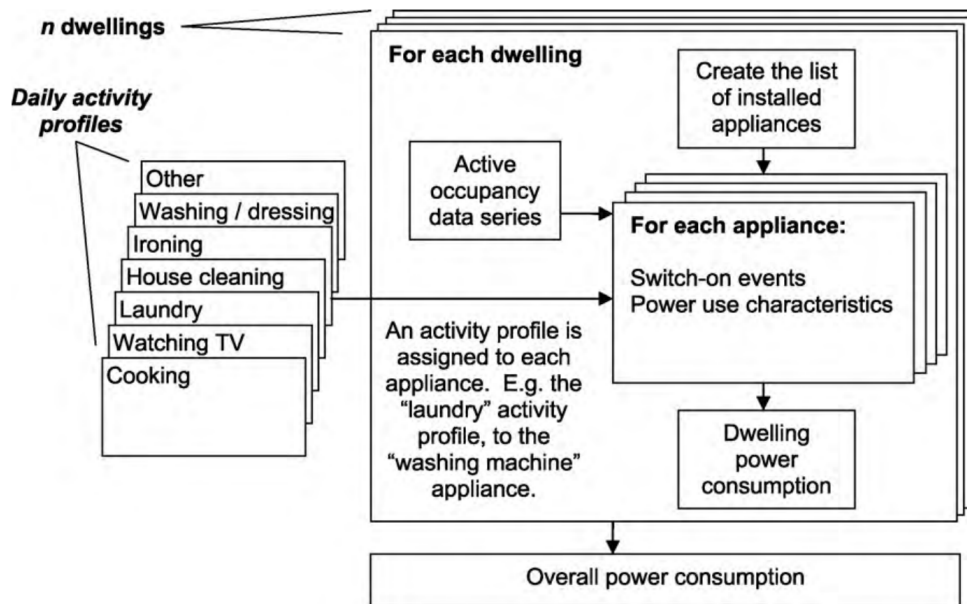 n dwellings
Daily activity
profiles
Other
Washing / dressing
Ironing
House cleaning
Laundry
Watching TV
Cooking
For each dwelling
Create the list
of installed
appliances
Active
occupancy
data series
For each appliance:
Switch-on events
Power use characteristics
An activity profile is
assigned to each
appliance. E.g. the
“laundry” activity
profile, to the
“washing machine”
appliance.
Dwelling
power
consumption
Overall power consumption